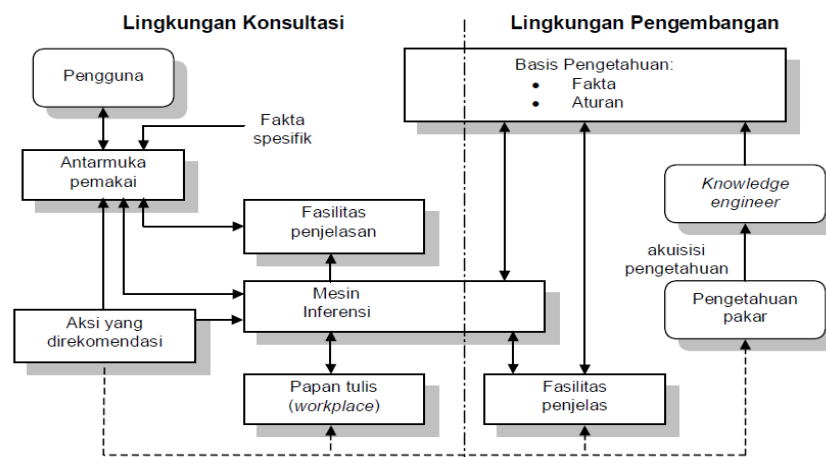 Lingkungan Konsultasi
Lingkungan Pengembangan
Pengguna
Fakta
spesifik
Basis Pengetahuan:
• Fakta
• Aturan
Antarmuka
pemakai
Knowledge
engineer
Fasilitas
penjelasan
akuisisi
pengetahuan
Mesin
Inferensi
Pengetahuan
pakar
Aksi yang
direkomendasi
Papan tulis
(workplace)
Fasilitas
penjelas